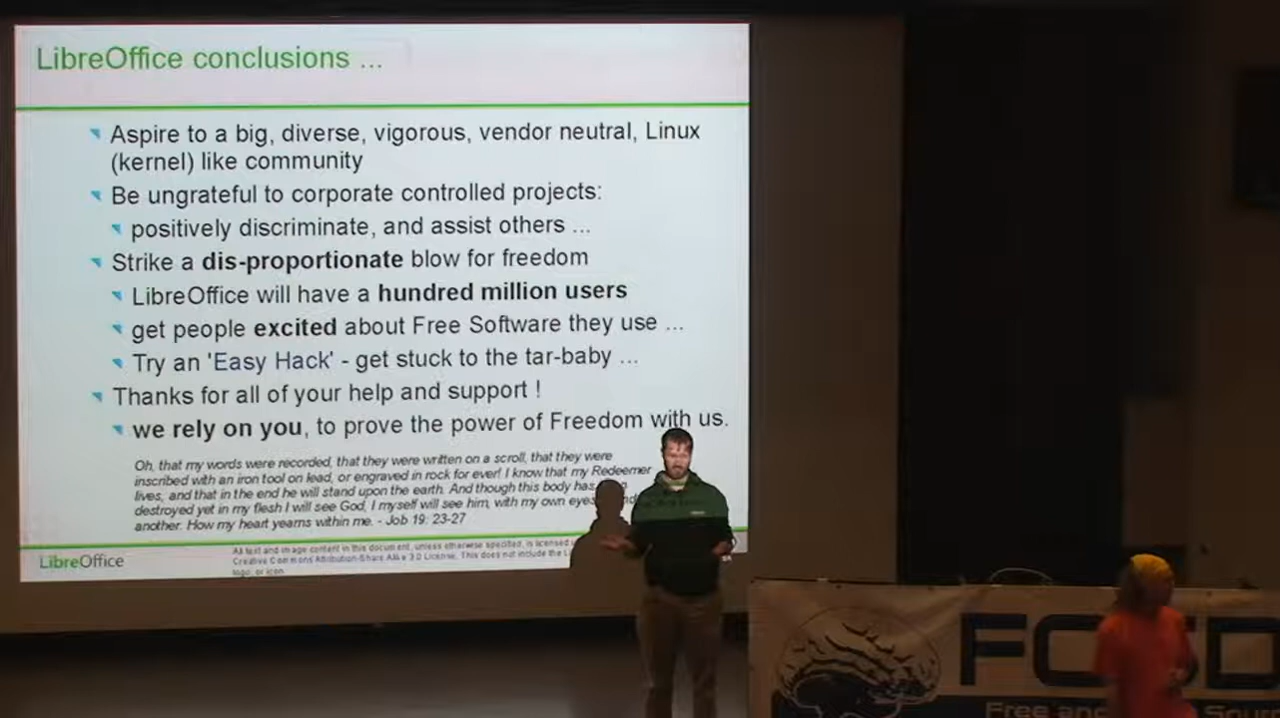 LibreOffice conclusions ...
Aspire to a big, diverse, vigorous, vendor neutral, Linux
(kernel) like community
Be ungrateful to corporate controlled projects:
positively discriminate, and assist others ...
Strike a dis-proportionate blow for freedom
LibreOffice will have a hundred million users
get people excited about Free Software they use ...
Try an 'Easy Hack' - get stuck to the tar-baby ...
Thanks for all of your help and support !
we rely on you, to prove the power of Freedom with us.
Oh, that my words were recorded, that they were written on a scroll, that they were
inscribed with an iron tool on lead, or engraved in rock for ever! I know that my Redeemer
lives, and that in the end he will stand upon the earth. And though this body has
destroyed yet in my flesh I will see God, I myself will see him, with my own eyes
another. How my heart yearns within me. - Job 19: 23-27
LibreOffice
All text and image content in this document, unless otherwise specified, is licensed
Creative Commons Attribution-Share Alike 3.0 License. This does not include the
logo, or icon.
Free and